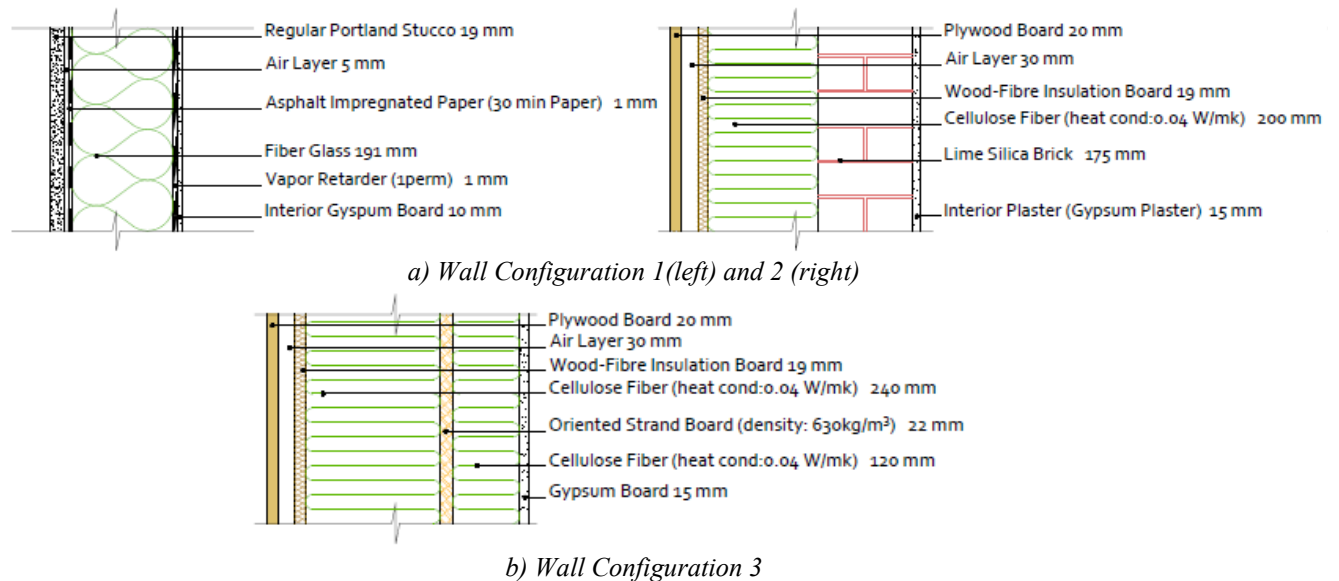 Regular Portland Stucco 19 mm
Air Layer 5 mm
Asphalt Impregnated Paper (30 min Paper) 1 mm
Fiber Glass 191 mm
Vapor Retarder (1perm) 1 mm
Interior Gyspum Board 10 mm
Plywood Board 20 mm
Air Layer 30 mm
Wood-Fibre Insulation Board 19 mm
Cellulose Fiber (heat cond:0.04 W/mk) 200 mm
Lime Silica Brick 175 mm
Interior Plaster (Gypsum Plaster) 15 mm
a) Wall Configuration 1(left) and 2 (right)
Plywood Board 20 mm
Air Layer 30 mm
Wood-Fibre Insulation Board 19 mm
Cellulose Fiber (heat cond:0.04 W/mk) 240 mm
Oriented Strand Board (density: 630kg/m³) 22 mm
Cellulose Fiber (heat cond:0.04 W/mk) 120 mm
Gypsum Board 15 mm
b) Wall Configuration 3